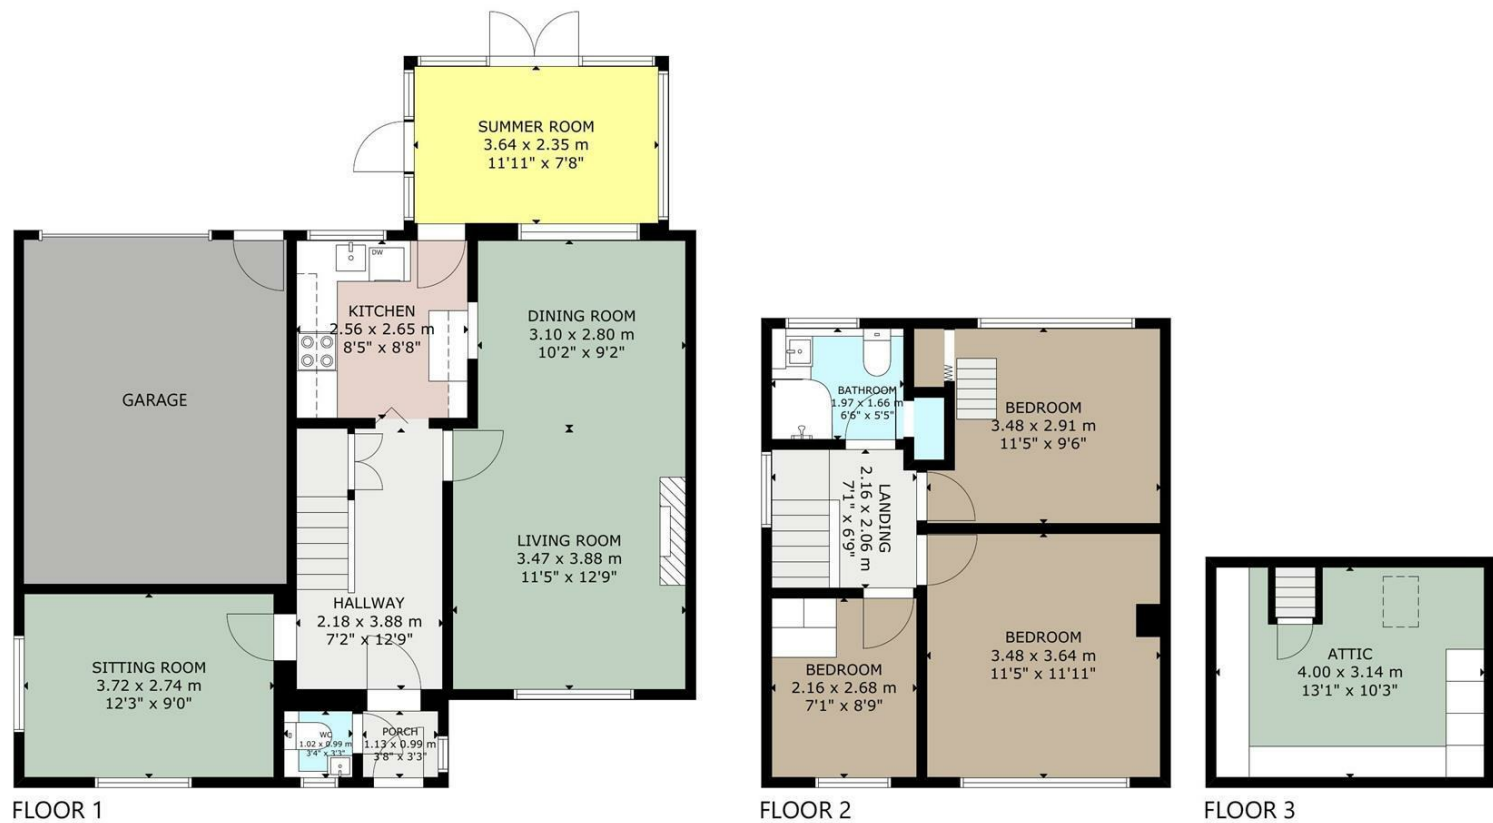 SUMMER ROOM
3.64 x 2.35 m
11'11" x 7'8"
DW
KITCHEN
2.56 x 2.65 m
8'5" x 8'8"
DINING ROOM
3.10 x 2.80 m
10'2" x 9'2"
GARAGE
LIVING ROOM
3.47 x 3.88 m
11'5" x 12'9"
HALLWAY
2.18 x 3.88 m
7'2" x 12'9"
SITTING ROOM
3.72 x 2.74 m
12'3" x 9'0"
WC
1.02 x 0.99 m
3'4" x 3'3"
PORCH
1.13 x 0.99 m
3'8" x 3'3"
FLOOR 1
BATHROOM
1.97 x 1.66 m
6'6" x 5'5"
BEDROOM
3.48 x 2.91 m
11'5" x 9'6"
LANDING
2.16 x 2.06 m
7'1" x 6'9"
BEDROOM
2.16 x 2.68 m
7'1" x 8'9"
BEDROOM
3.48 x 3.64 m
11'5" x 11'11"
FLOOR 2
ATTIC
4.00 x 3.14 m
13'1" x 10'3"
FLOOR 3